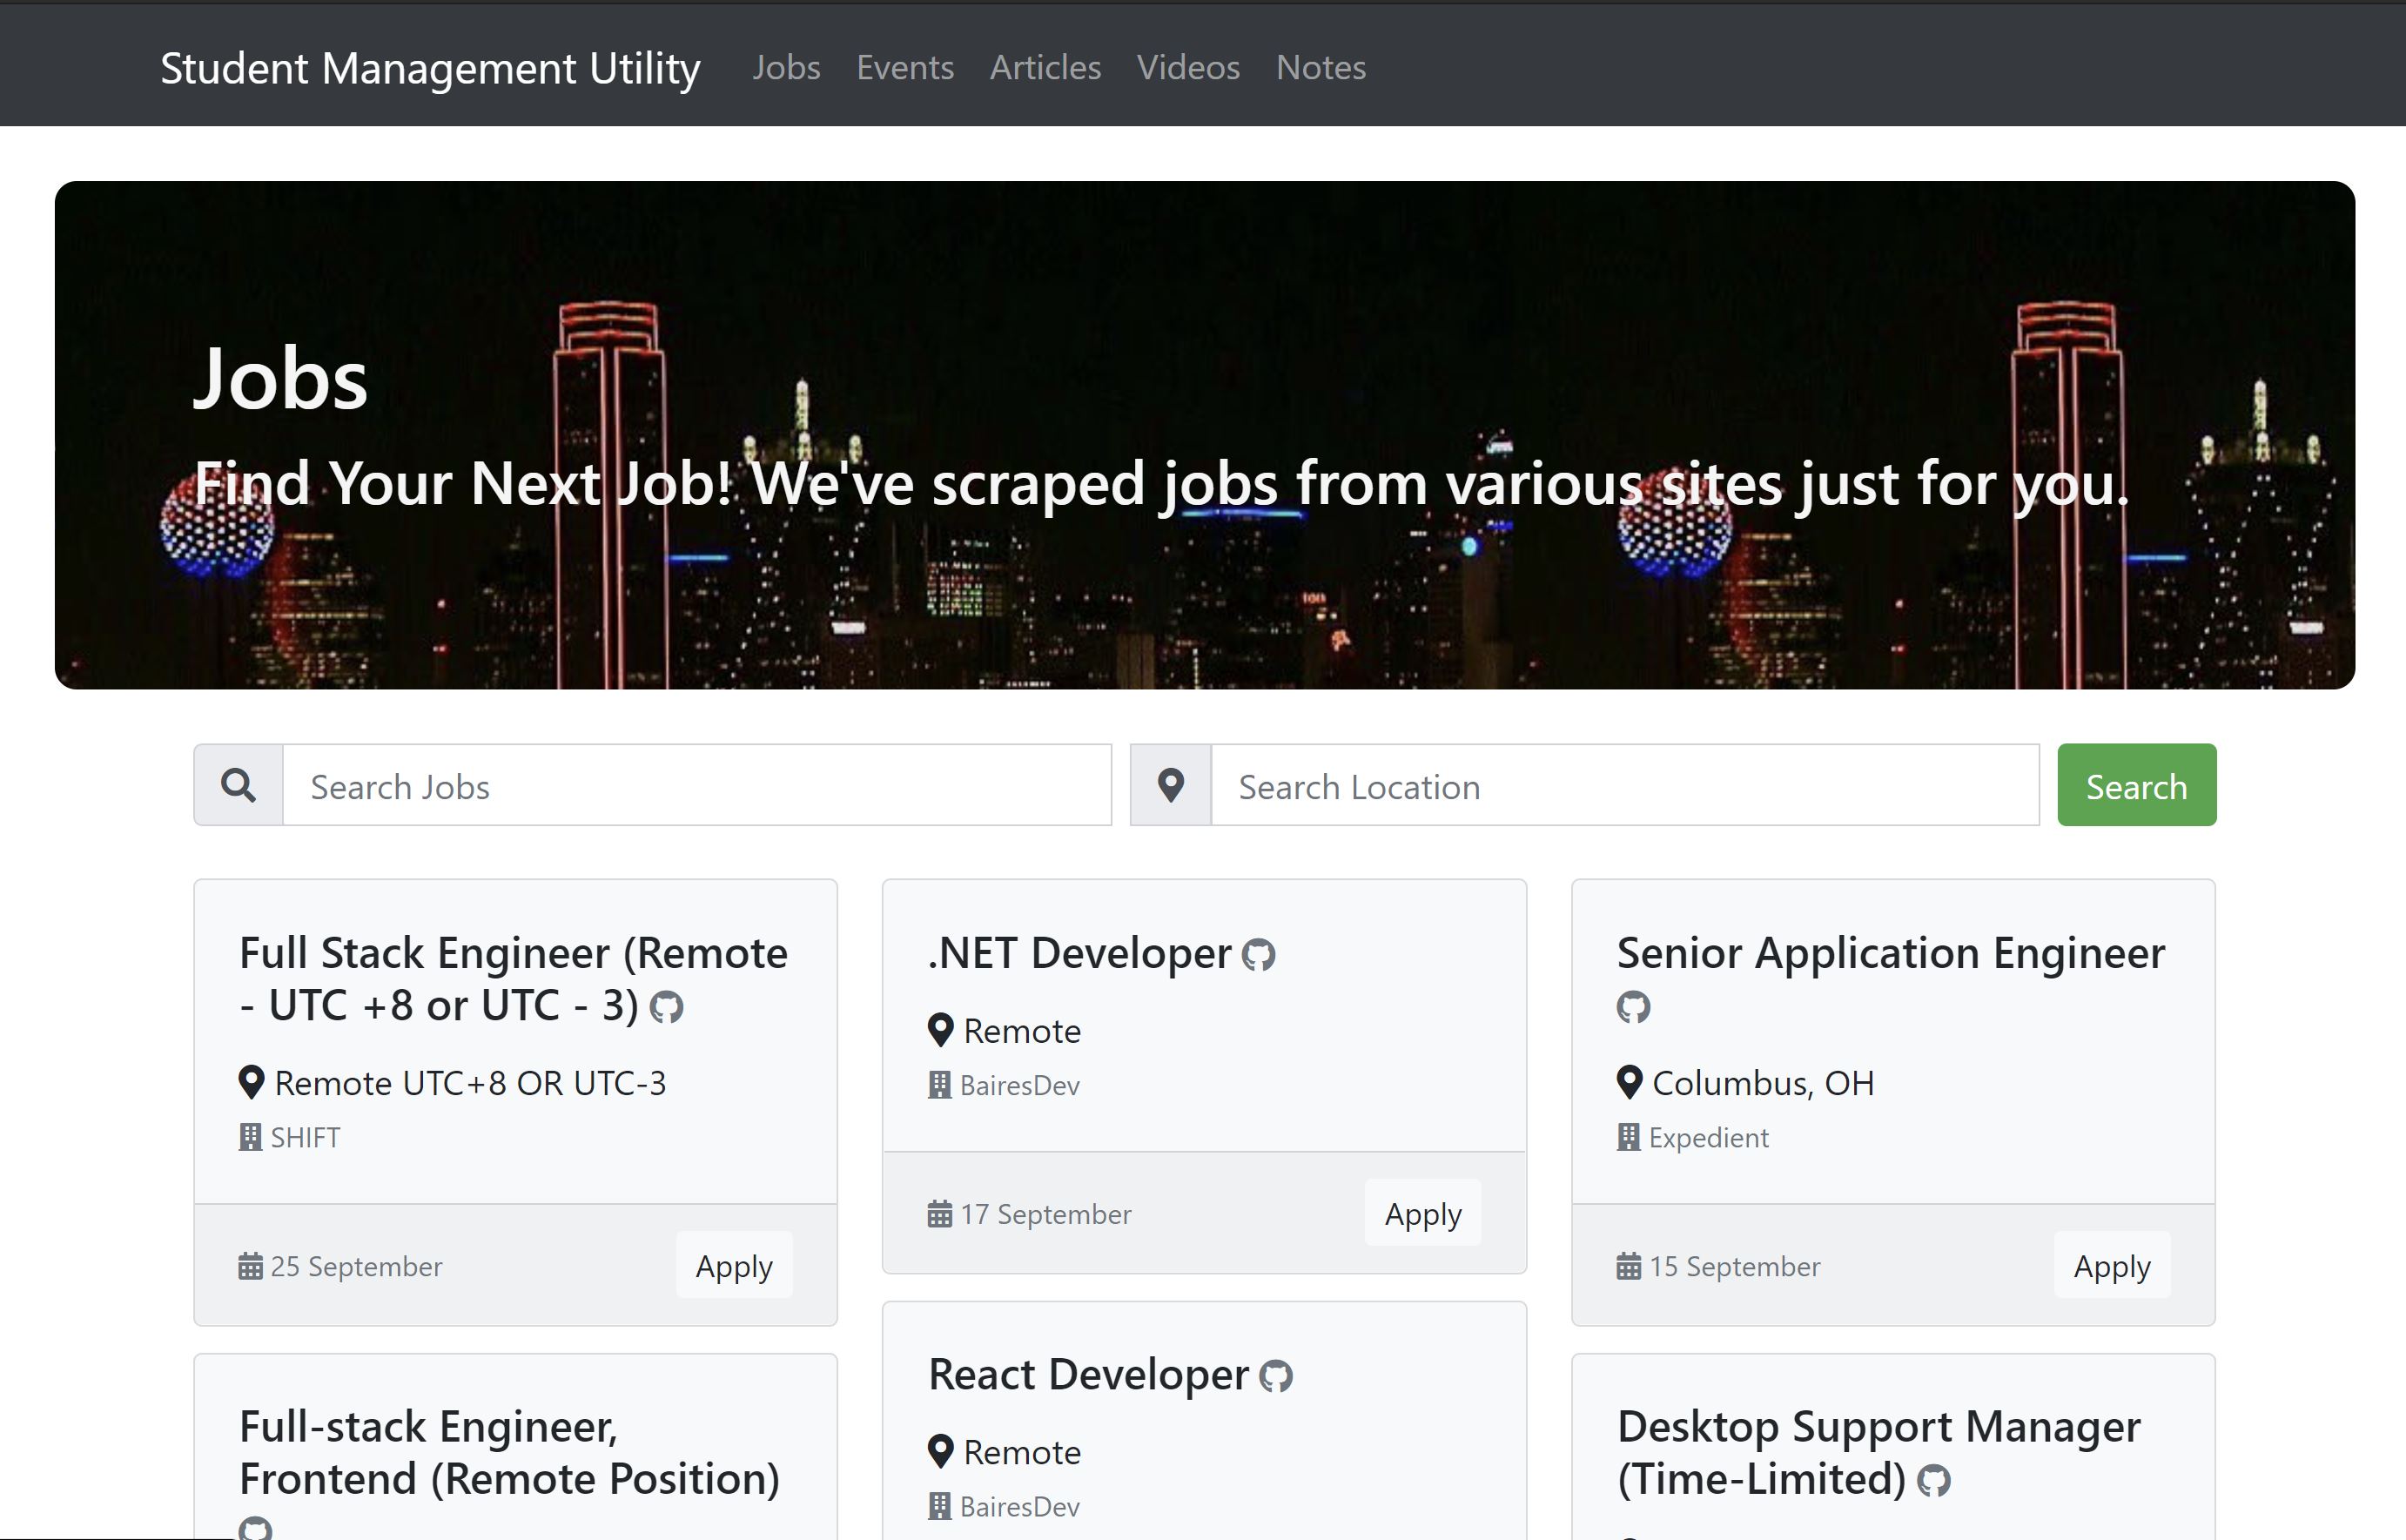 Student Management Utility
Jobs
Events
Articles
Videos
Notes
Jobs
Find Your Next Job! We've scraped jobs from various sites just for you.
Search Jobs
Search Location
Search
Full Stack Engineer (Remote
- UTC +8 or UTC - 3)
Remote UTC+8 OR UTC-3
SHIFT
25 September
Apply
.NET Developer
Remote
BairesDev
17 September
Apply
Senior Application Engineer
Columbus, OH
Expedient
15 September
Apply
Full-stack Engineer,
Frontend (Remote Position)
React Developer
Remote
BairesDev
Desktop Support Manager
(Time-Limited)